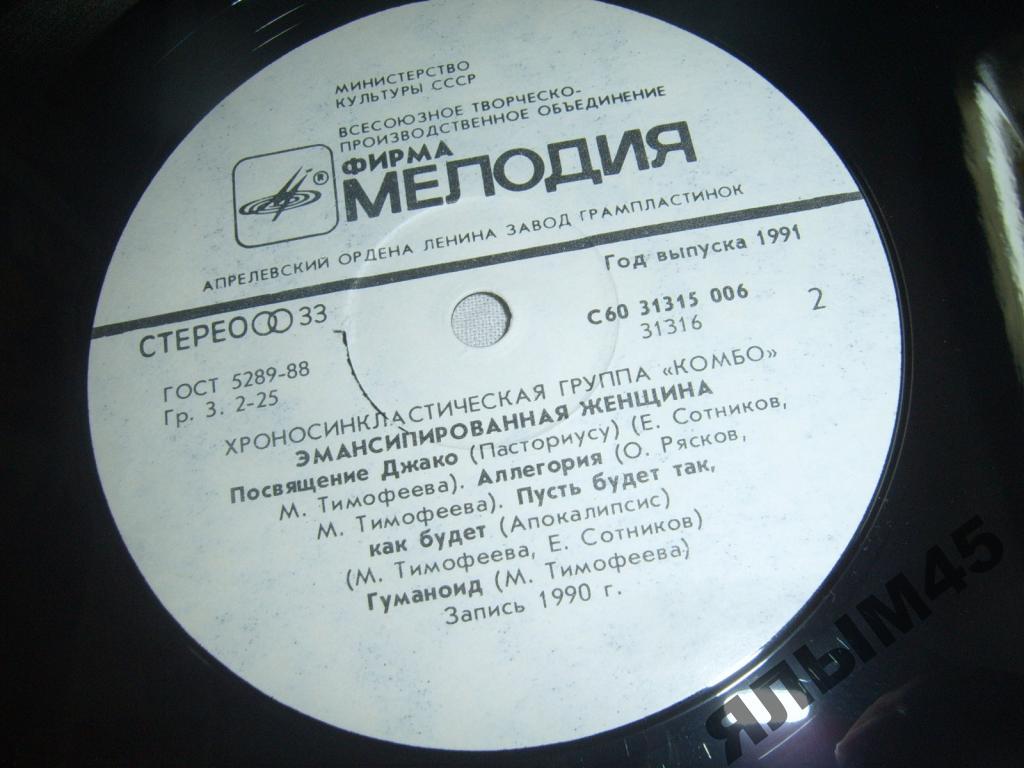 МИНИСТЕРСТВО
КУЛЬТУРЫ СССР
ВСЕСОЮЗНОЕ ТВОРЧЕСКО-
ПРОИЗВОДСТВЕННОЕ ОБЪЕДИНЕНИЕ
ФИРМА
®
МЕЛОДИЯ
АПРЕЛЕВСКИЙ ОРДЕНА ЛЕНИНА ЗАВОД ГРАМПЛАСТИНОК
Год выпуска 1991
СТЕРЕО 33
С60 31315 006
31316
2
ГОСТ 5289-88
Гр. 3. 2-25
ХРОНОСИНКЛАСТИЧЕСКАЯ ГРУППА «КОМБО»
ЭМАНСИПИРОВАННАЯ ЖЕНЩИНА
Посвящение Джако (Пасториусу) (Е. Сотников,
М. Тимофеева). Аллегория (О. Рясков,
М. Тимофеева). Пусть будет так,
как будет (Апокалипсис)
(М. Тимофеева, Е. Сотников)
Гуманоид (М. Тимофеева)
Запись 1990 г.
ЯЛЫМ45